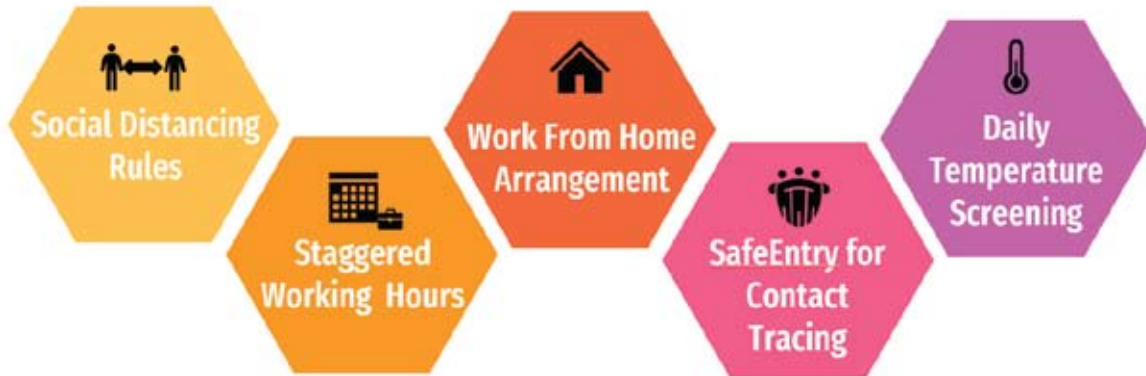 Social Distancing
Rules
Staggered
Working Hours
Work From Home
Arrangement
SafeEntry for
Contact
Tracing
Daily
Temperature
Screening